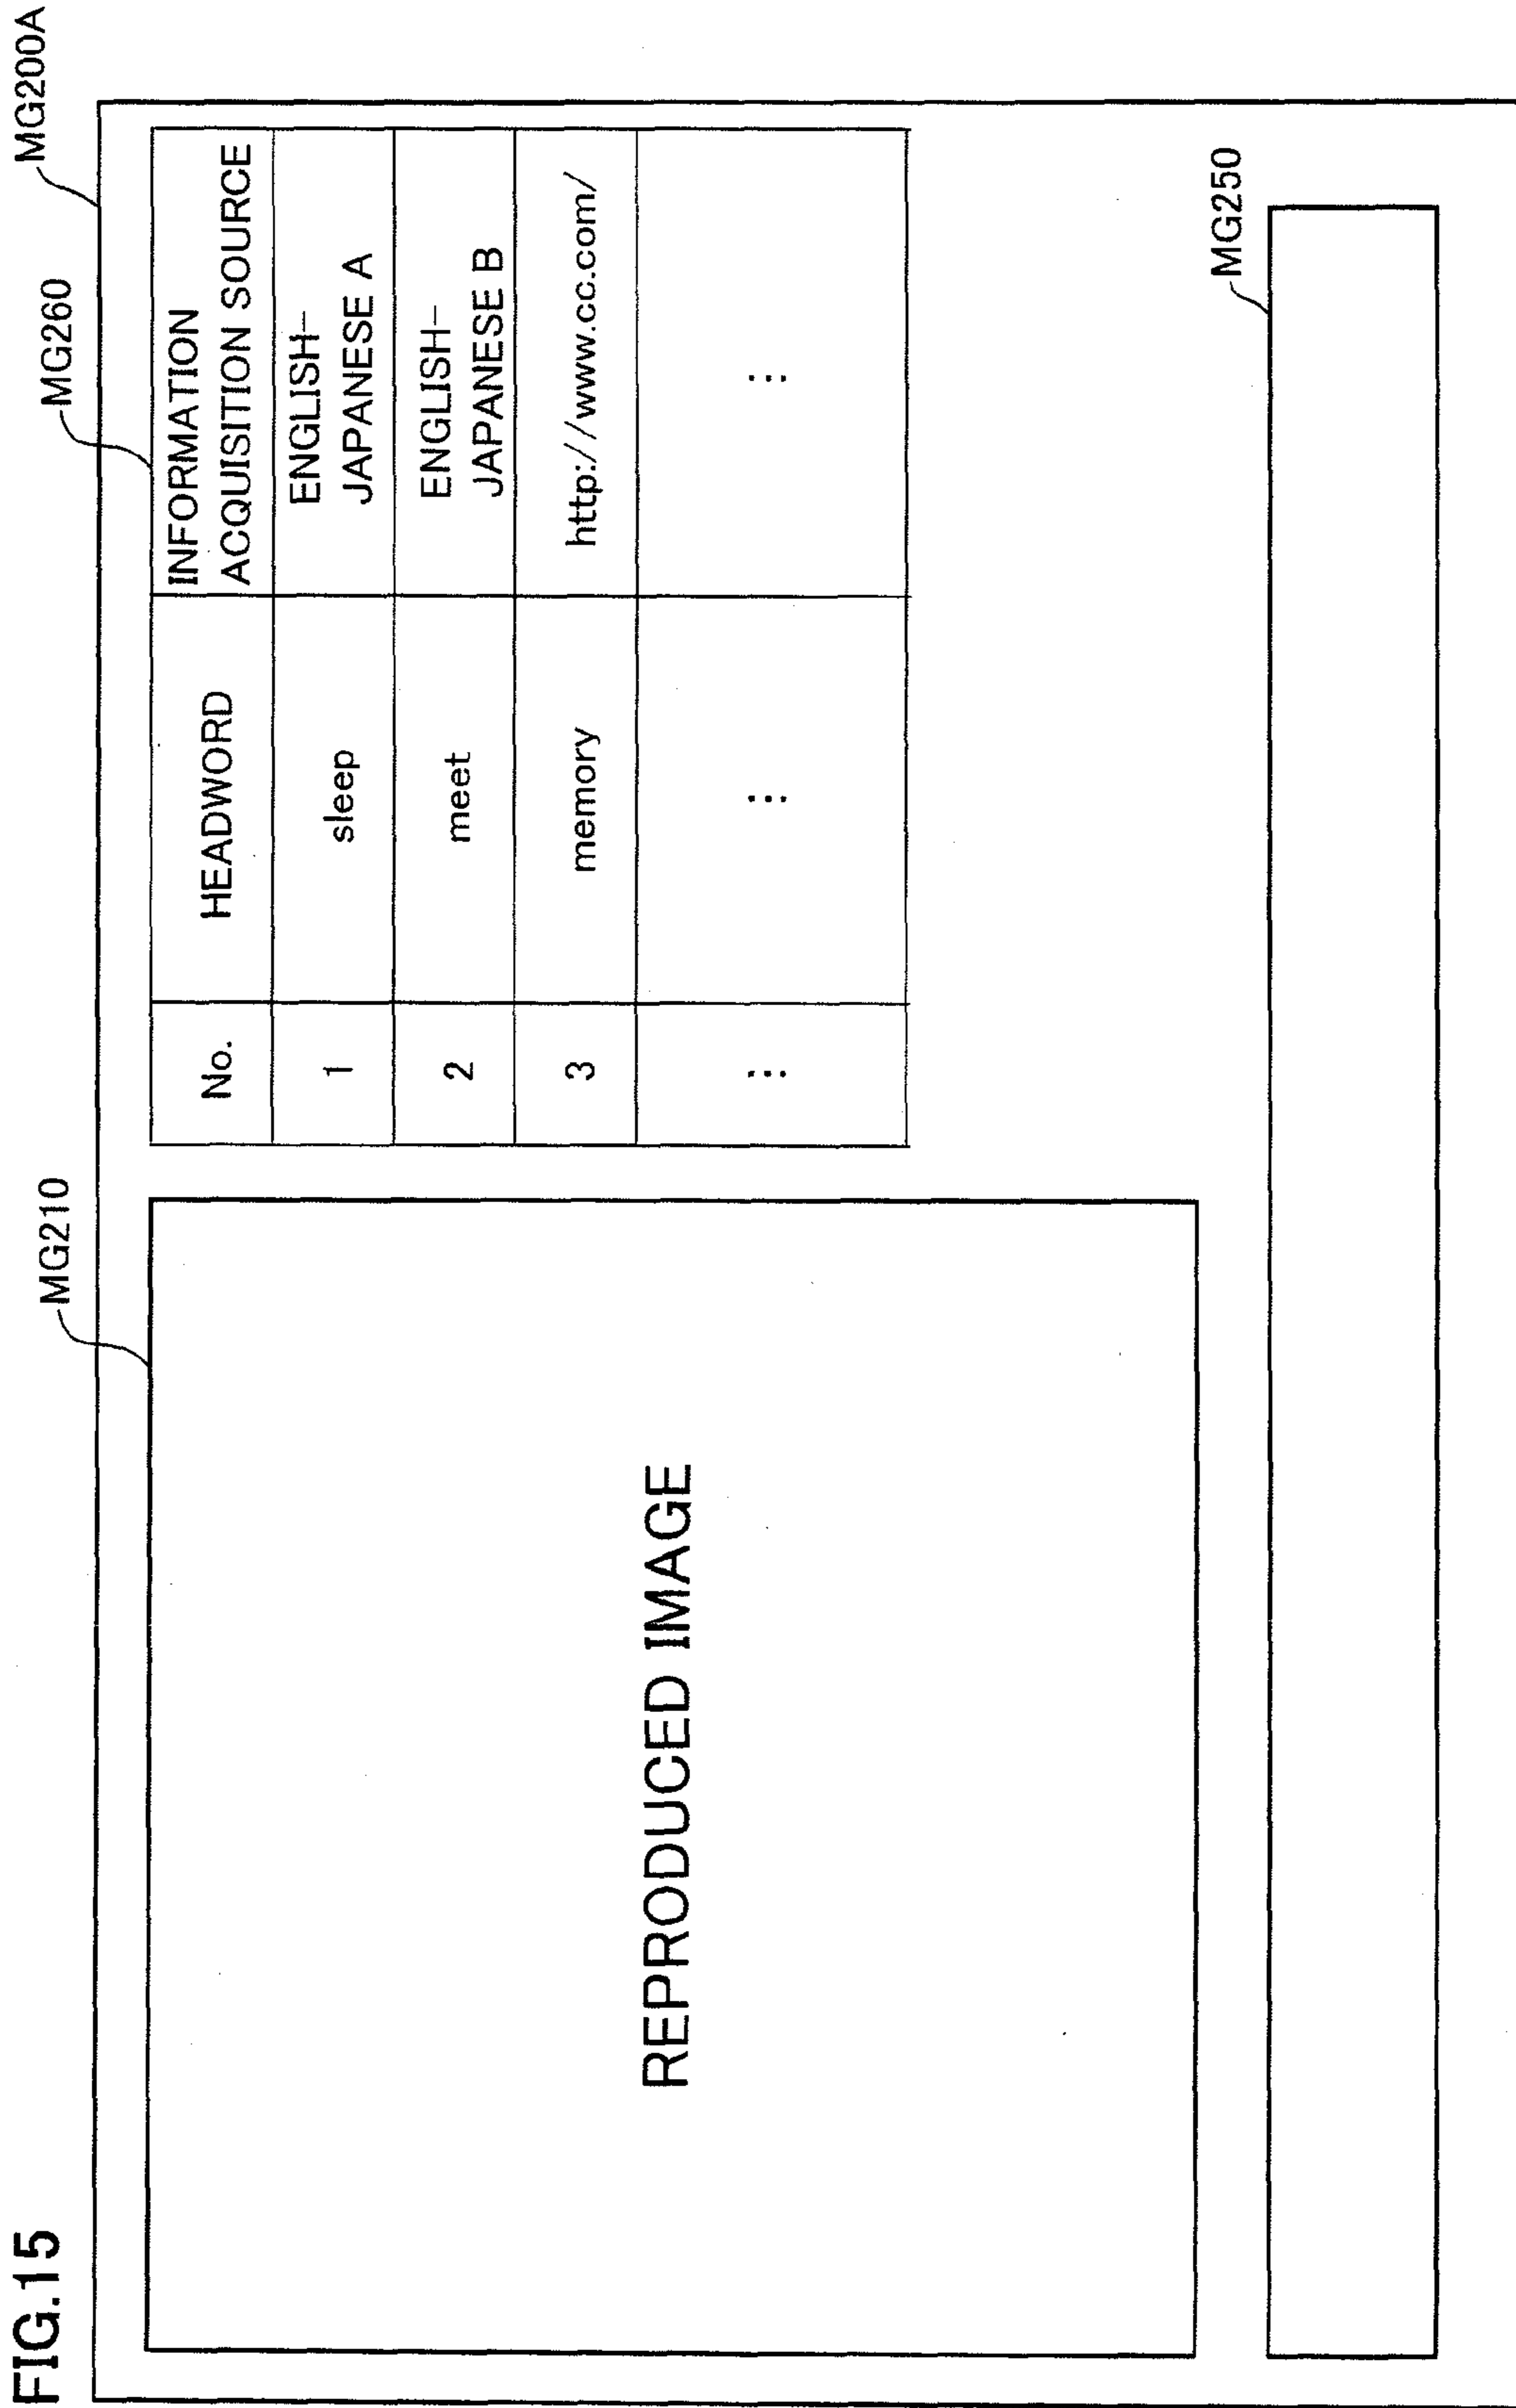 FIG.15
MG200A
MG210
MG260
REPRODUCED IMAGE
No. HEADWORD INFORMATION ACQUISITION SOURCE
1 sleep ENGLISH-JAPANESE A
2 meet ENGLISH-JAPANESE B
3 memory http://www.cc.com/
⋮ ⋮ ⋮
MG250